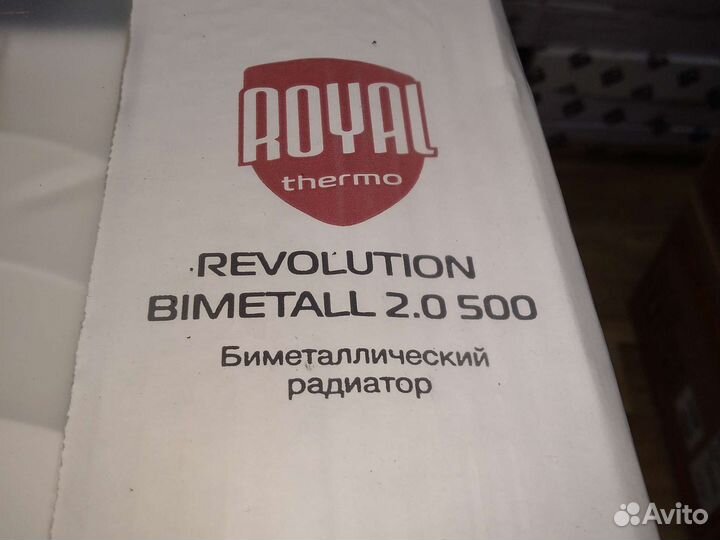 ROYAL
thermo
REVOLUTION
BIMETALL 2.0 500
Биметаллический
радиатор
Avito